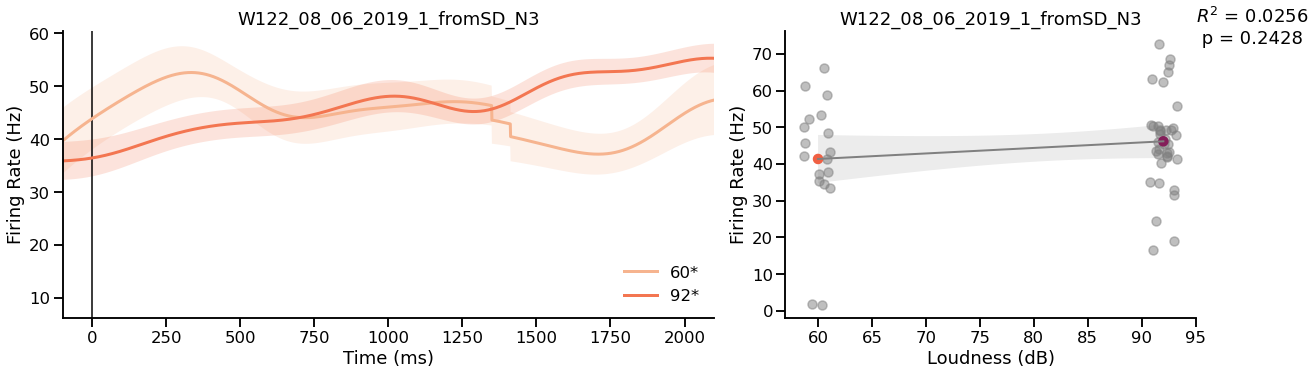 W122_08_06_2019_1_fromSD_N3
60
50
40
30
20
10
Firing Rate (Hz)
0 250 500 750 1000 1250 1500 1750 2000
Time (ms)
60*
92*
W122_08_06_2019_1_fromSD_N3
R² = 0.0256
p = 0.2428
70
60
50
40
30
20
10
0
Firing Rate (Hz)
60 65 70 75 80 85 90 95
Loudness (dB)